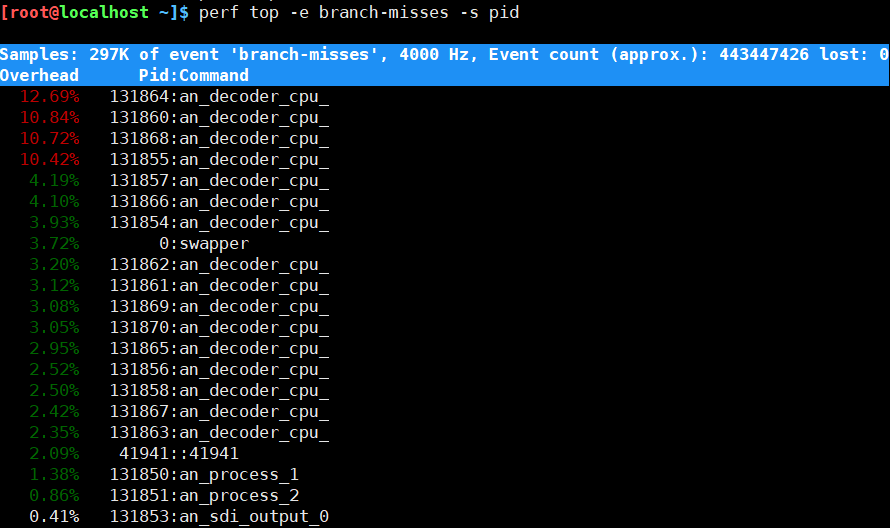 [root@localhost ~]$ perf top -e branch-misses -s pid
Samples: 297K of event 'branch-misses', 4000 Hz, Event count (approx.): 443447426 lost: 0
Overhead      Pid:Command
12.69%   131864:an_decoder_cpu_
10.84%   131860:an_decoder_cpu_
10.72%   131868:an_decoder_cpu_
10.42%   131855:an_decoder_cpu_
4.19%   131857:an_decoder_cpu_
4.10%   131866:an_decoder_cpu_
3.93%   131854:an_decoder_cpu_
3.72%        0:swapper
3.20%   131862:an_decoder_cpu_
3.12%   131861:an_decoder_cpu_
3.08%   131869:an_decoder_cpu_
3.05%   131870:an_decoder_cpu_
2.95%   131865:an_decoder_cpu_
2.52%   131856:an_decoder_cpu_
2.50%   131858:an_decoder_cpu_
2.42%   131867:an_decoder_cpu_
2.35%   131863:an_decoder_cpu_
2.09%    41941::41941
1.38%   131850:an_process_1
0.86%   131851:an_process_2
0.41%   131853:an_sdi_output_0